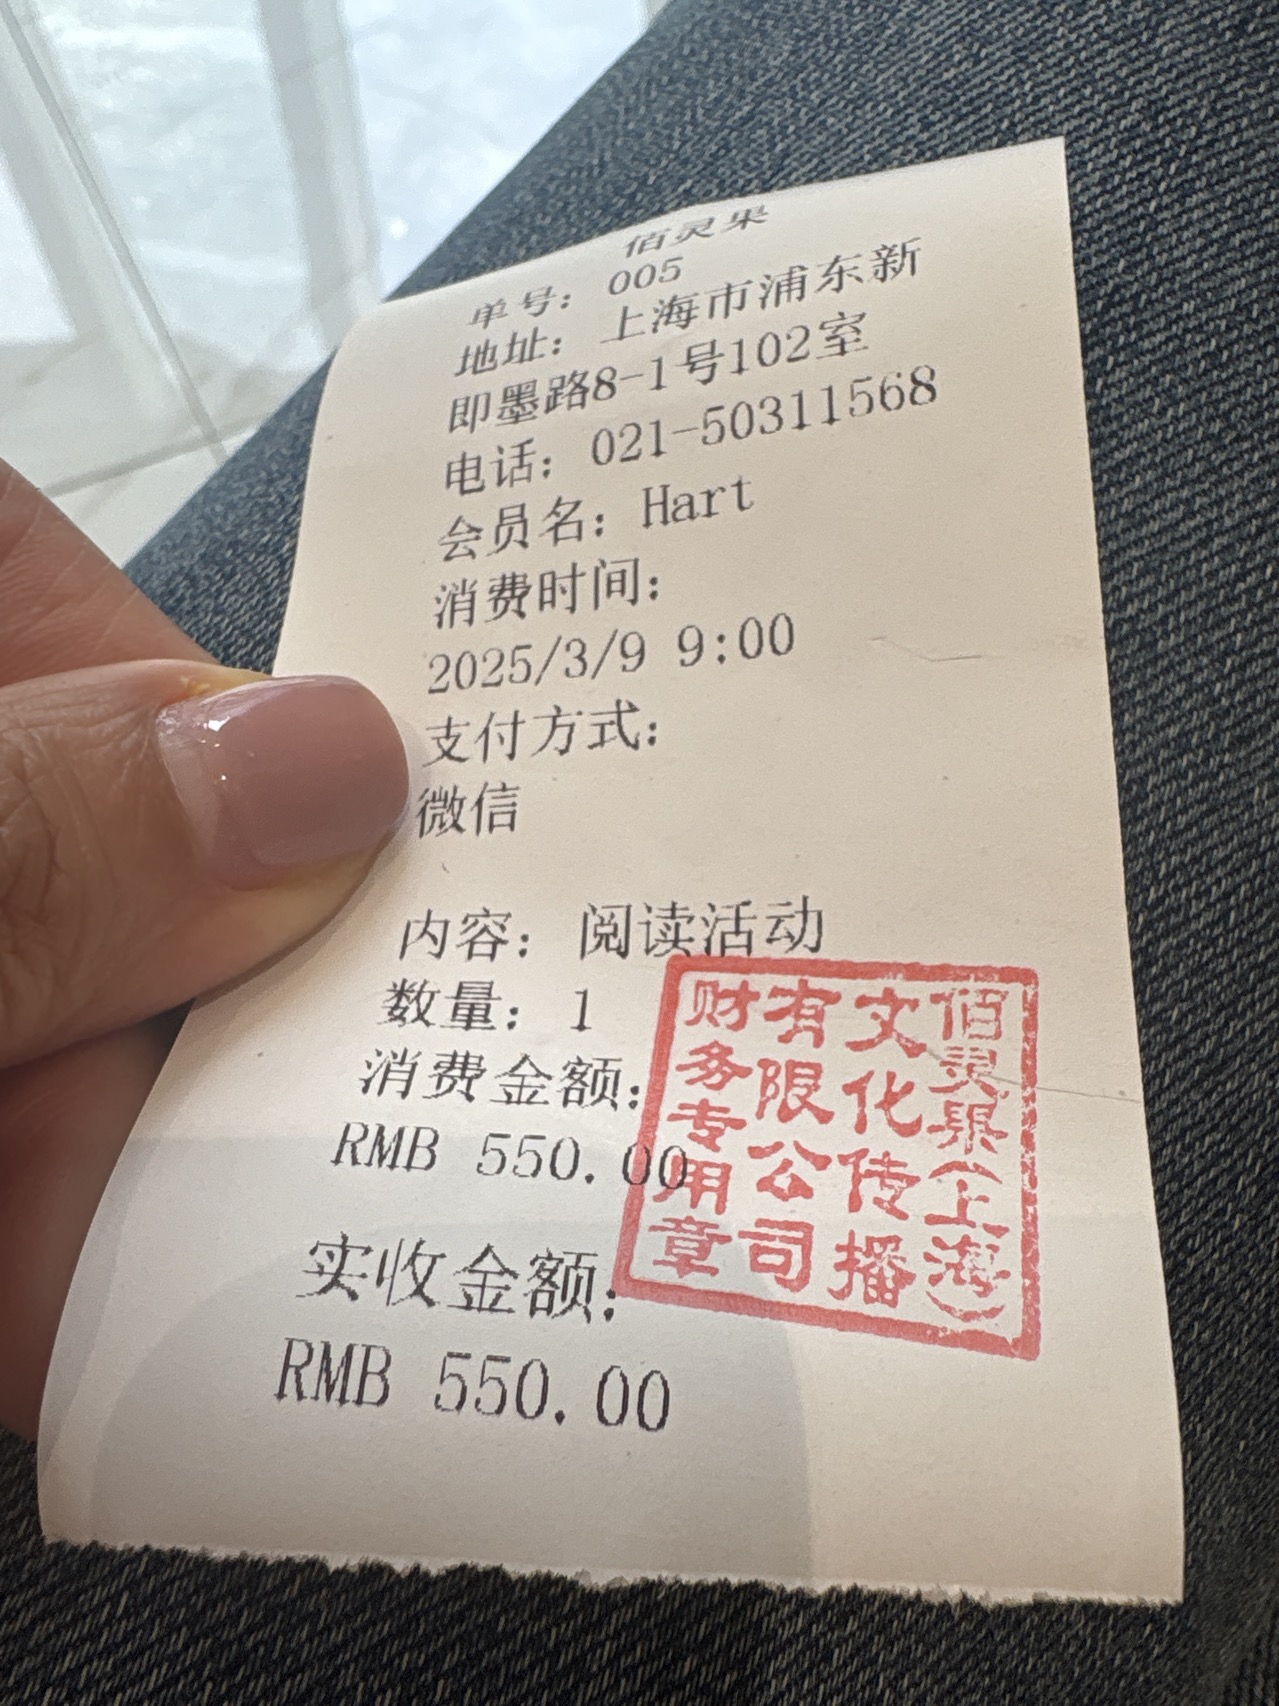 佰灵果
单号： 005
地址： 上海市浦东新
即墨路8-1号102室
电话： 021-50311568
会员名： Hart
消费时间：
2025/3/9 9:00
支付方式：
微信
内容： 阅读活动
数量： 1
消费金额：
RMB 550.00
实收金额：
RMB 550.00
佰灵果(上海)
文化传播
有限公司
财务专用章